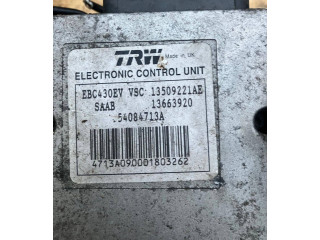 TRW
Made in UK
ELECTRONIC CONTROL UNIT
EBC430EV VSC 13509221AE
SAAB 13663920
54084713A
4713A090001803262